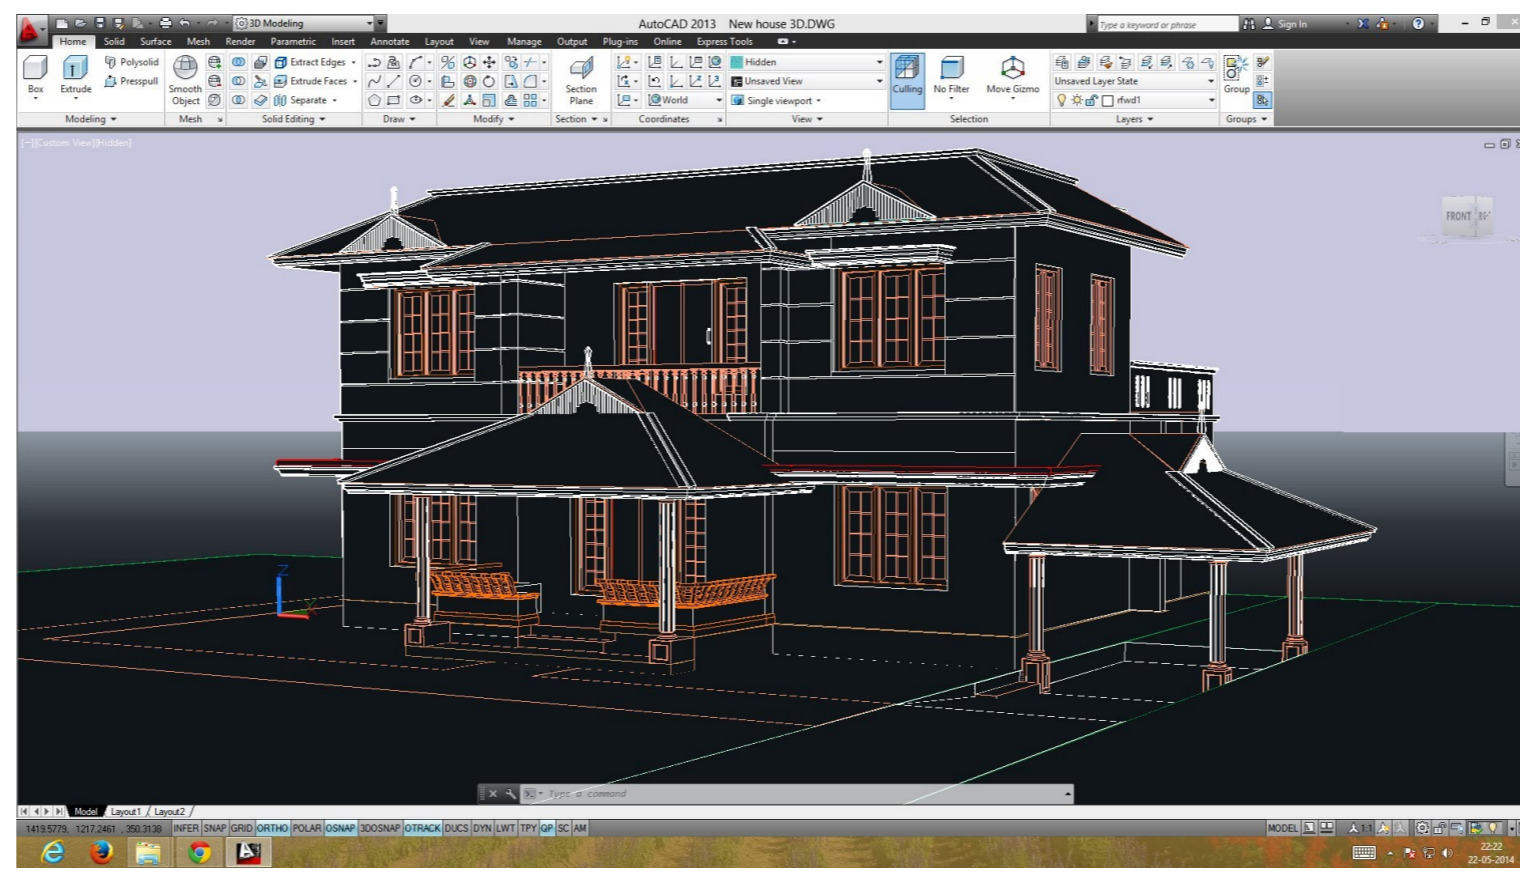 3D Modeling
AutoCAD 2013 New house 3D.DWG
Type a keyword or phrase
Sign In
Home Solid Surface Mesh Render Parametric Insert Annotate Layout View Manage Output Plug-ins Online Express Tools
Polysolid
Presspull
Box
Extrude
Smooth
Object
Extract Edges
Extrude Faces
Separate
Section
Plane
World
Hidden
Unsaved View
Single viewport
Culling
No Filter
Move Gizmo
Unsaved Layer State
rfwd1
Group
Modeling Mesh Solid Editing Draw Modify Section Coordinates View Selection Layers Groups
[−][Custom View][Hidden]
FRONT
Z
Type a command
Model Layout1 Layout2
1419.5779, 1217.2461 , 350.3138 INFER SNAP GRID ORTHO POLAR OSNAP 3DOSNAP OTRACK DUCS DYN LWT TPY QP SC AM
MODEL 1:1
22:22
22-05-2014